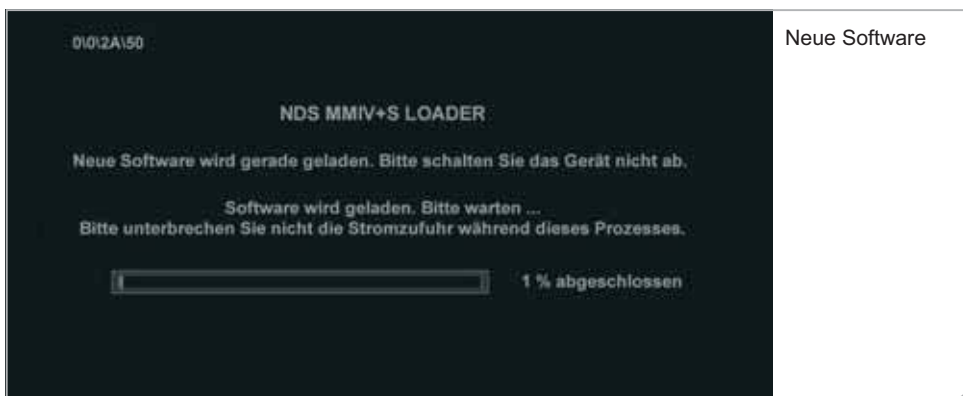 0\0\2A\50
Neue Software
NDS MMIV+S LOADER
Neue Software wird gerade geladen. Bitte schalten Sie das Gerät nicht ab.
Software wird geladen. Bitte warten ...
Bitte unterbrechen Sie nicht die Stromzufuhr während dieses Prozesses.
1 % abgeschlossen